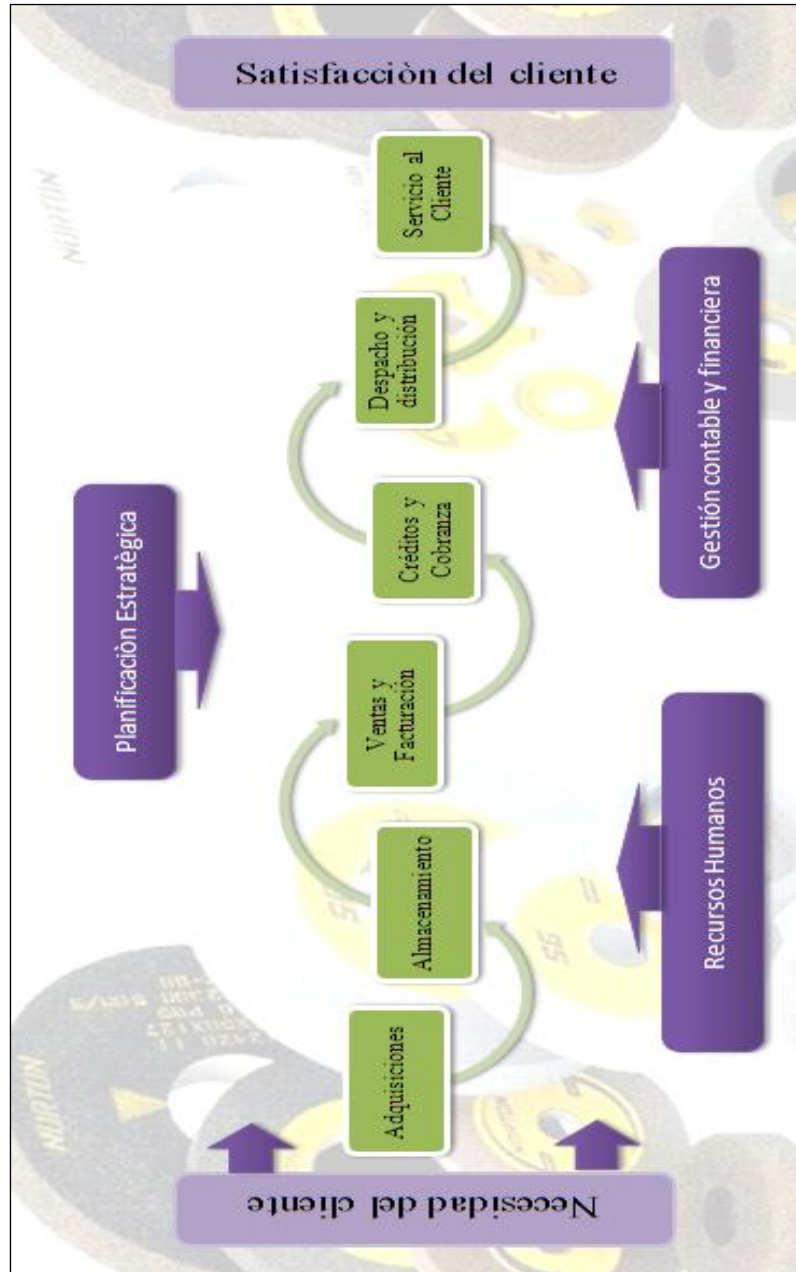 Planificaciòn Estratègica
Necesidad del cliente
Adquisiciones
Almacenamiento
Ventas y
Facturación
Créditos y
Cobranza
Despacho y
distribución
Servicio al
Cliente
Satisfacciòn del cliente
Recursos Humanos
Gestión contable y financiera
NORTON
NORTON
NORTON